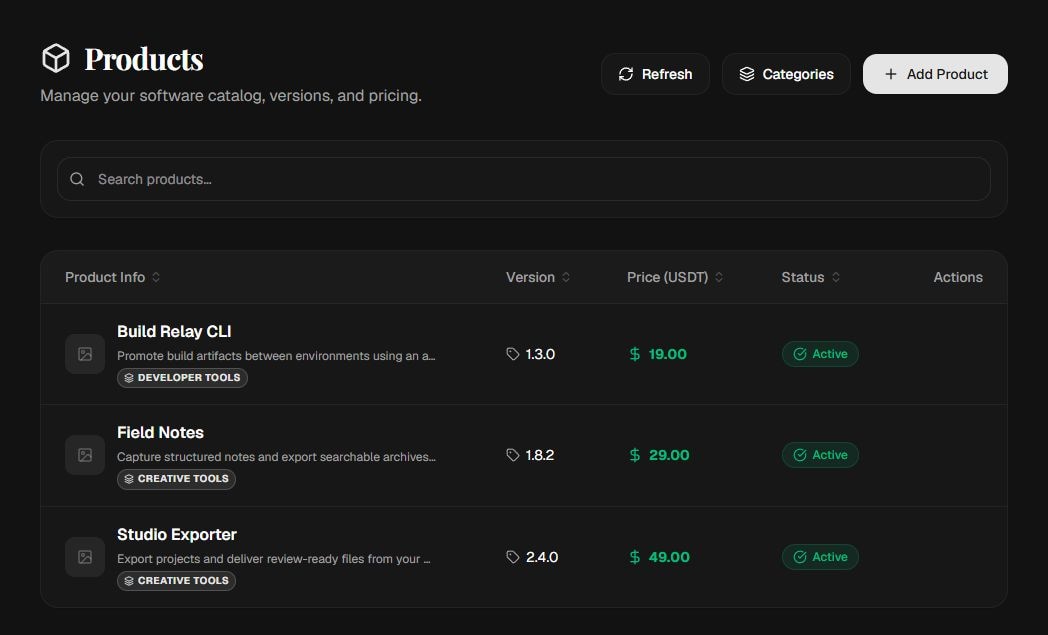 Products
Manage your software catalog, versions, and pricing.
Refresh
Categories
+ Add Product
Search products...
Product Info
Version
Price (USDT)
Status
Actions
Build Relay CLI
Promote build artifacts between environments using an a...
DEVELOPER TOOLS
1.3.0
$ 19.00
Active
Field Notes
Capture structured notes and export searchable archives...
CREATIVE TOOLS
1.8.2
$ 29.00
Active
Studio Exporter
Export projects and deliver review-ready files from your ...
CREATIVE TOOLS
2.4.0
$ 49.00
Active